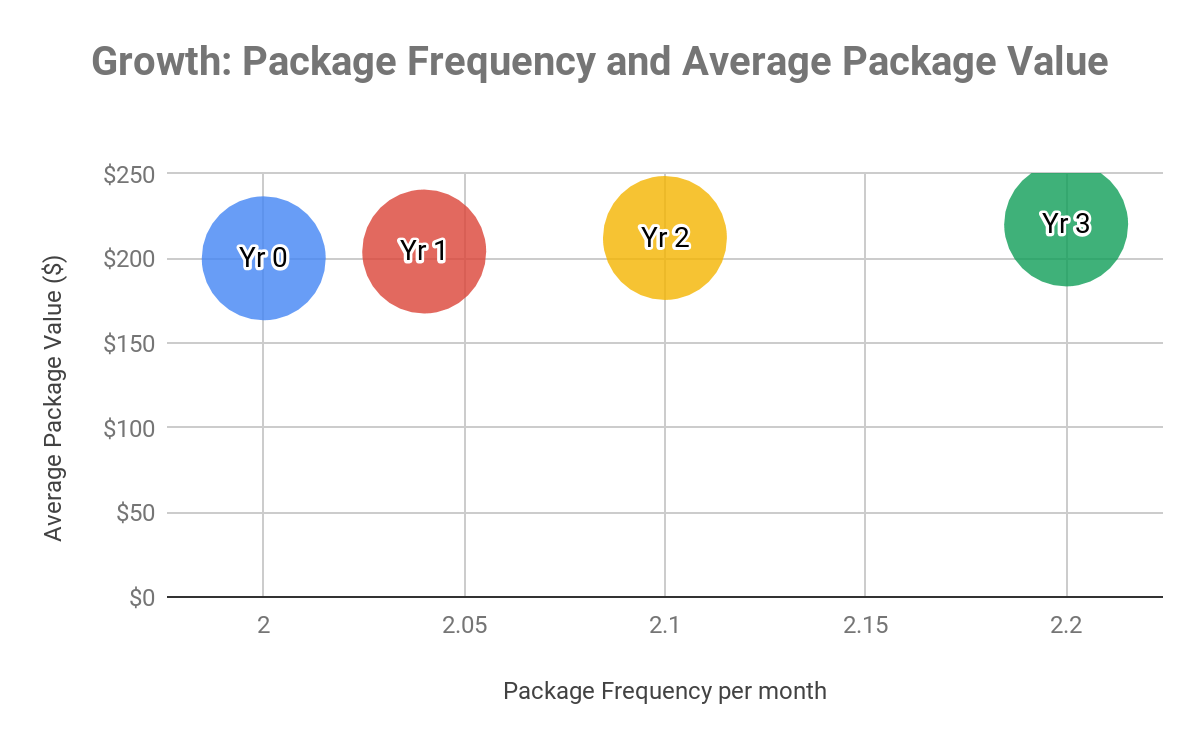 Growth: Package Frequency and Average Package Value
$250
$200
$150
$100
$50
$0
Average Package Value ($)
Yr 0
Yr 1
Yr 2
Yr 3
2
2.05
2.1
2.15
2.2
Package Frequency per month